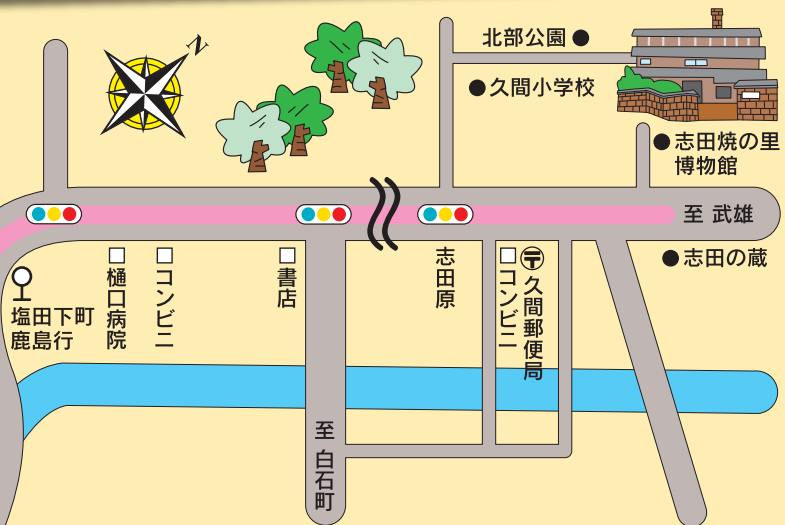 N
北部公園
久間小学校
志田焼の里
博物館
至 武雄
志田の蔵
塩田下町
鹿島行
樋口病院
コンビニ
書店
志田原
コンビニ
〒
久間郵便局
至 白石町